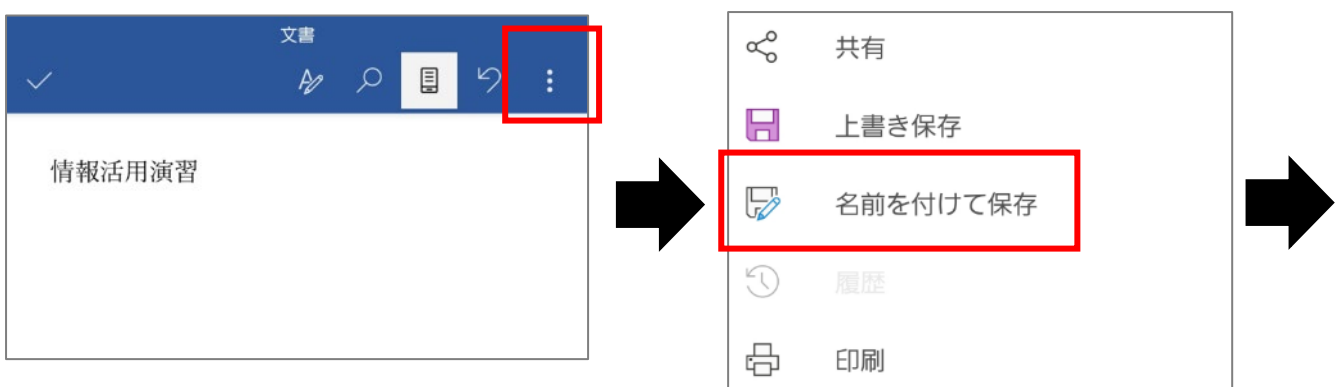 文書
情報活用演習
共有
上書き保存
名前を付けて保存
履歴
印刷